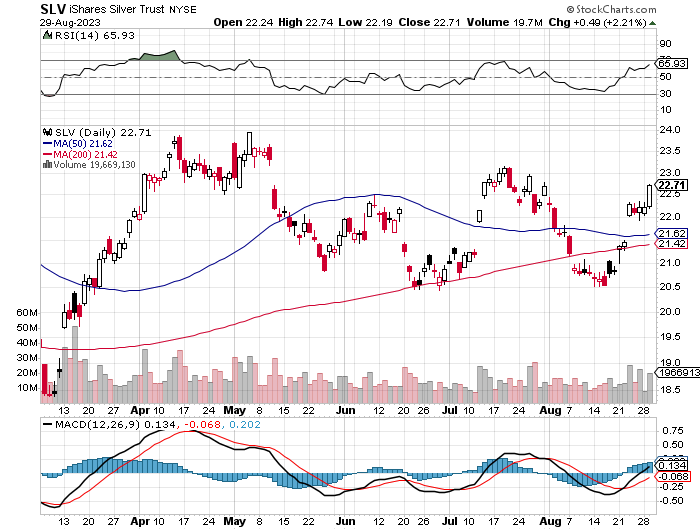 SLV iShares Silver Trust NYSE © StockCharts.com
29-Aug-2023 Open 22.24 High 22.74 Low 22.19 Close 22.71 Volume 19.7M Chg +0.49 (+2.21%)
RSI(14) 65.93
90
70
65.93
50
30
10
SLV (Daily) 22.71
MA(50) 21.62
MA(200) 21.42
Volume 19,669,130
24.0
23.5
23.0
22.71
22.5
22.0
21.62
21.42
21.0
20.5
20.0
19.5
19.0
18.5
60M
50M
40M
30M
20M
10M
1966913
13 20 27 Apr 10 17 24 May 8 15 22 Jun 12 20 26 Jul 10 17 24 Aug 7 14 21 28
MACD(12,26,9) 0.134, -0.068, 0.202
0.75
0.50
0.25
0.134
-0.068
-0.25
-0.50
13 20 27 Apr 10 17 24 May 8 15 22 Jun 12 20 26 Jul 10 17 24 Aug 7 14 21 28